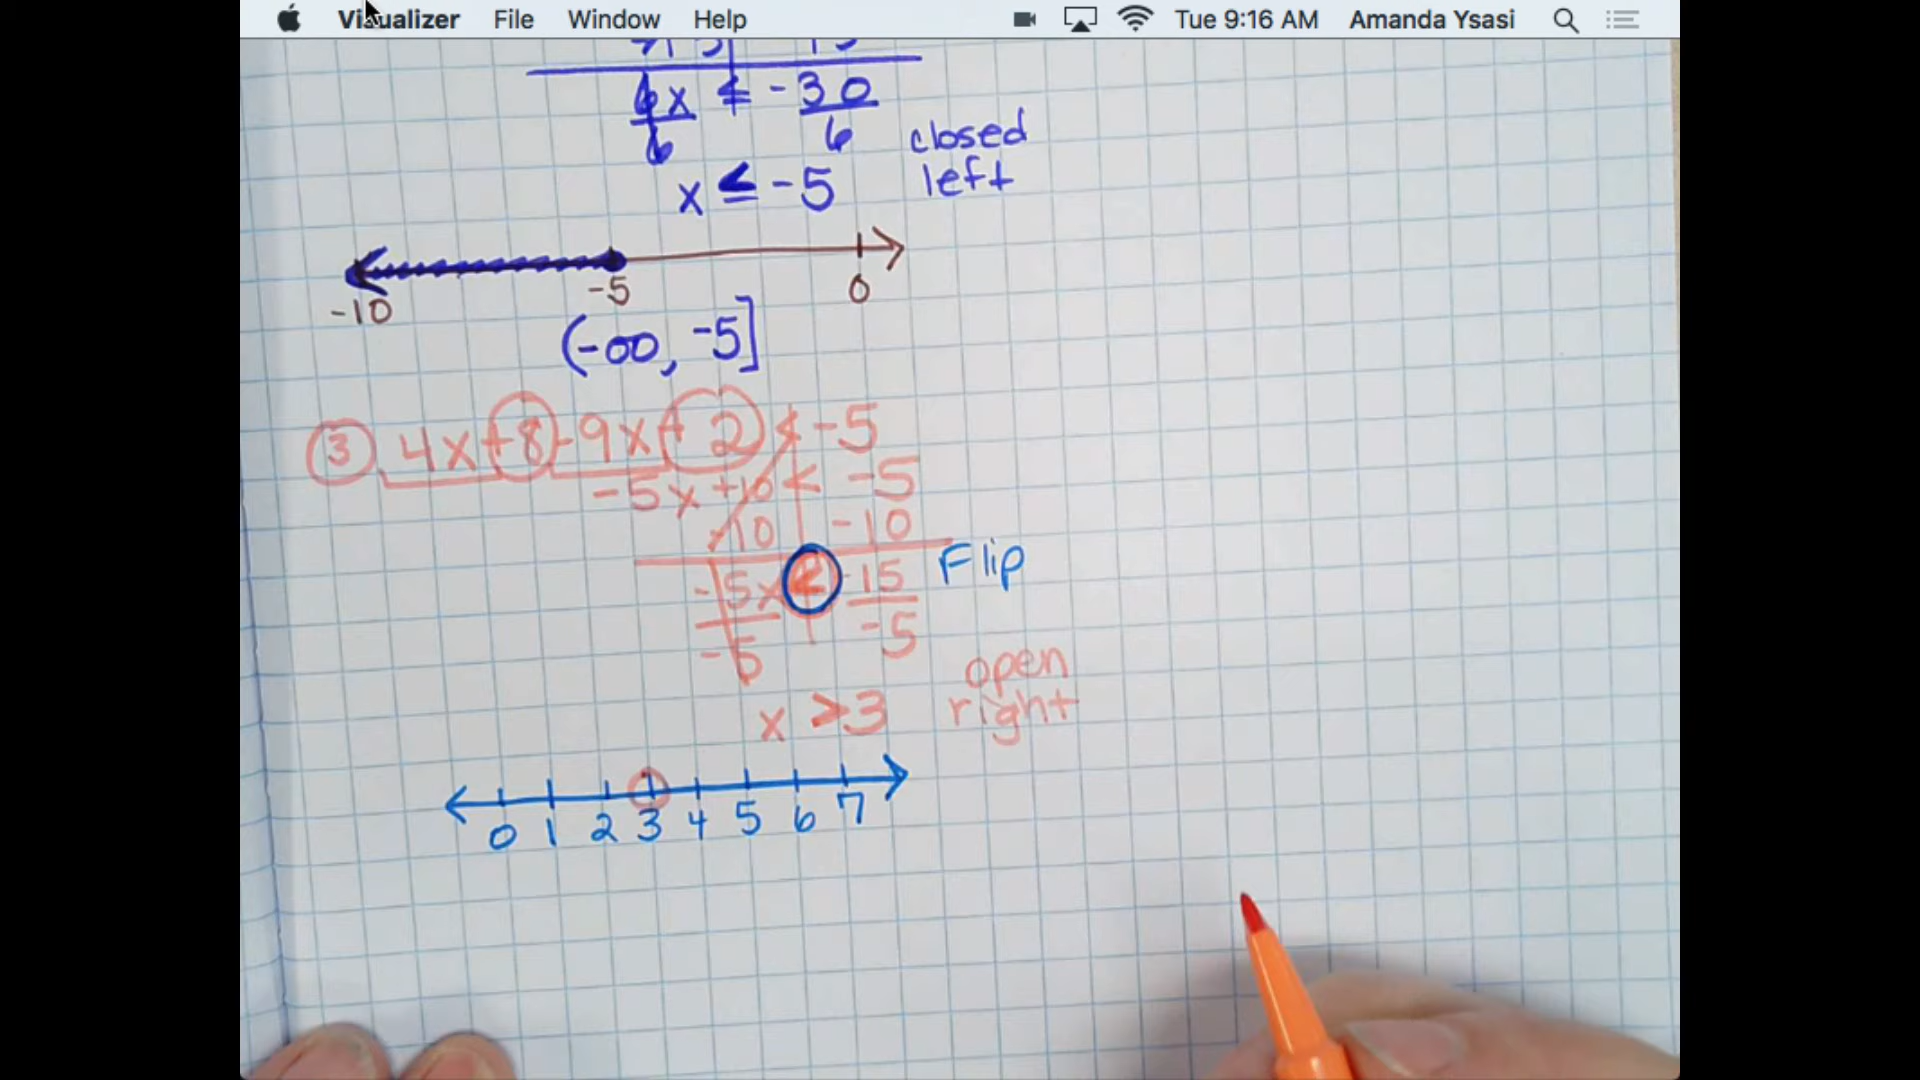 Visualizer File Window Help Tue 9:16 AM Amanda Ysasi
6x ≤ -30
6 6
closed
left
x ≤ -5
-10 -5 0
(-∞, -5]
③ 4x+8-9x+2 < -5
-5x +10 < -5
-10 -10
-5x < -15 Flip
-5 -5
x > 3
open
right
0 1 2 3 4 5 6 7